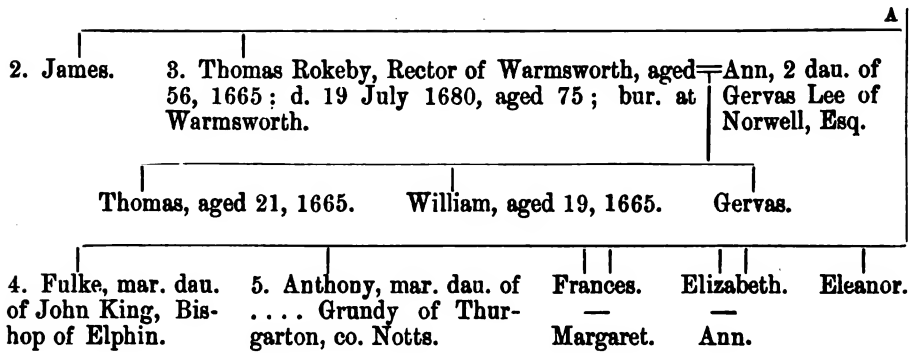 A
2. James.
3. Thomas Rokeby, Rector of Warmsworth, aged
56, 1665 : d. 19 July 1680, aged 75 ; bur. at
Warmsworth.
Ann, 2 dau. of
Gervas Lee of
Norwell, Esq.
Thomas, aged 21, 1665.
William, aged 19, 1665.
Gervas.
4. Fulke, mar. dau.
of John King, Bis-
hop of Elphin.
5. Anthony, mar. dau. of
.... Grundy of Thur-
garton, co. Notts.
Frances.
—
Margaret.
Elizabeth.
—
Ann.
Eleanor.